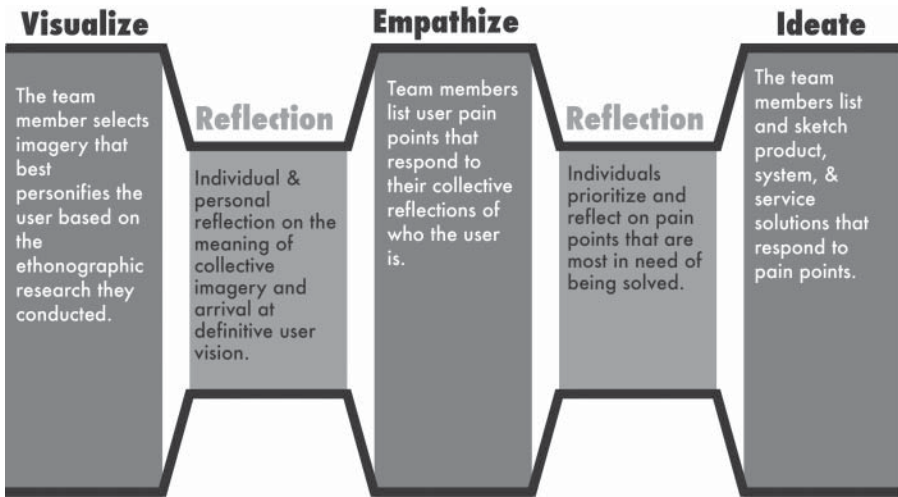 Visualize
The team
member selects
imagery that
best
personifies the
user based on
the
ethonographic
research they
conducted.
Reflection
Individual &
personal
reflection on the
meaning of
collective
imagery and
arrival at
definitive user
vision.
Empathize
Team members
list user pain
points that
respond to
their collective
reflections of
who the user
is.
Reflection
Individuals
prioritize and
reflect on pain
points that are
most in need of
being solved.
Ideate
The team
members list
and sketch
product,
system, &
service
solutions that
respond to
pain points.